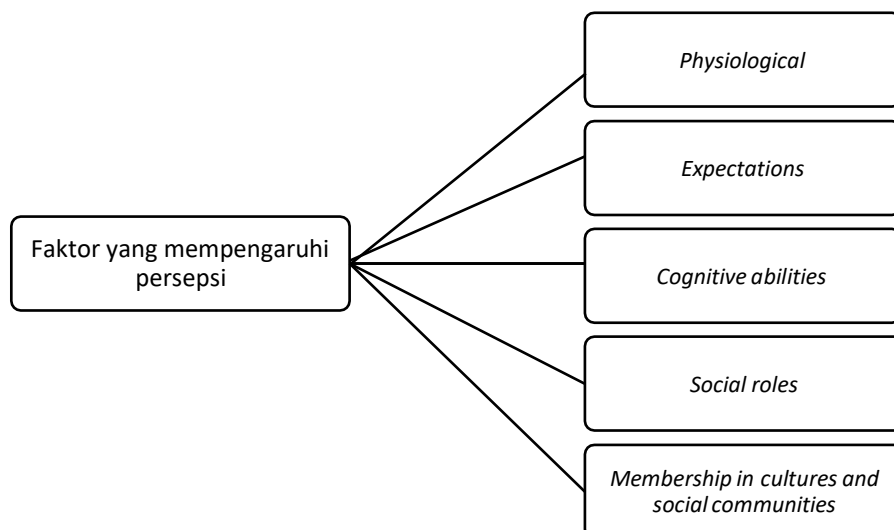 Faktor yang mempengaruhi
persepsi
Physiological
Expectations
Cognitive abilities
Social roles
Membership in cultures and
social communities